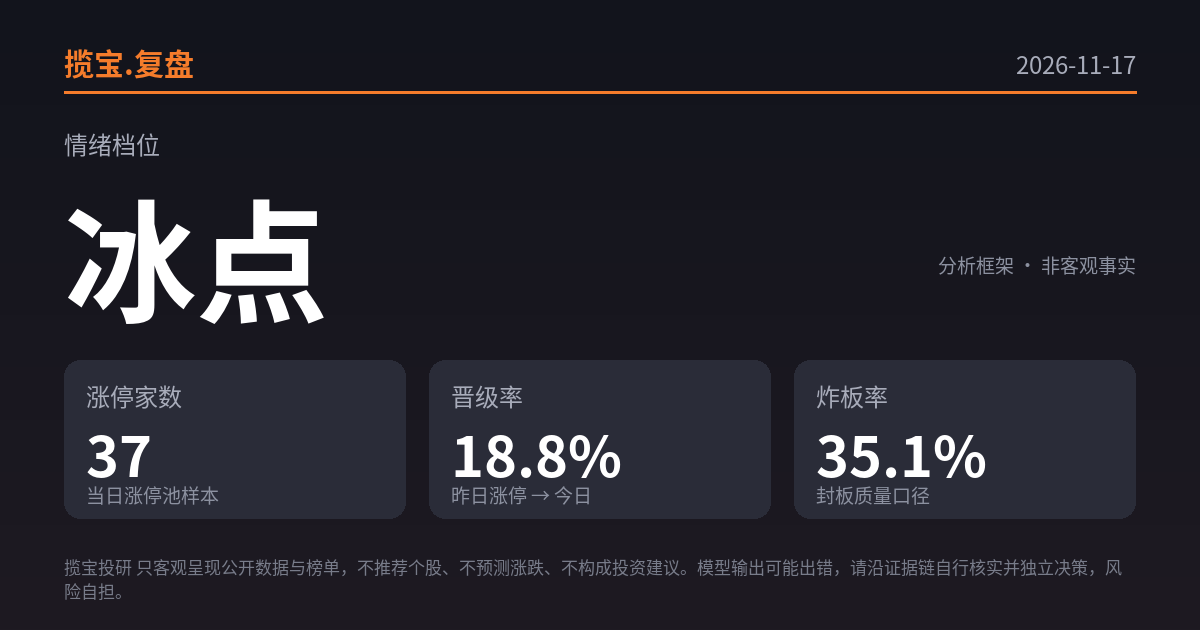 揽宝.复盘
2026-11-17
情绪档位
冰点
分析框架 · 非客观事实
涨停家数
37
当日涨停池样本
晋级率
18.8%
昨日涨停 → 今日
炸板率
35.1%
封板质量口径
揽宝投研 只客观呈现公开数据与榜单，不推荐个股、不预测涨跌、不构成投资建议。模型输出可能出错，请沿证据链自行核实并独立决策，风
险自担。